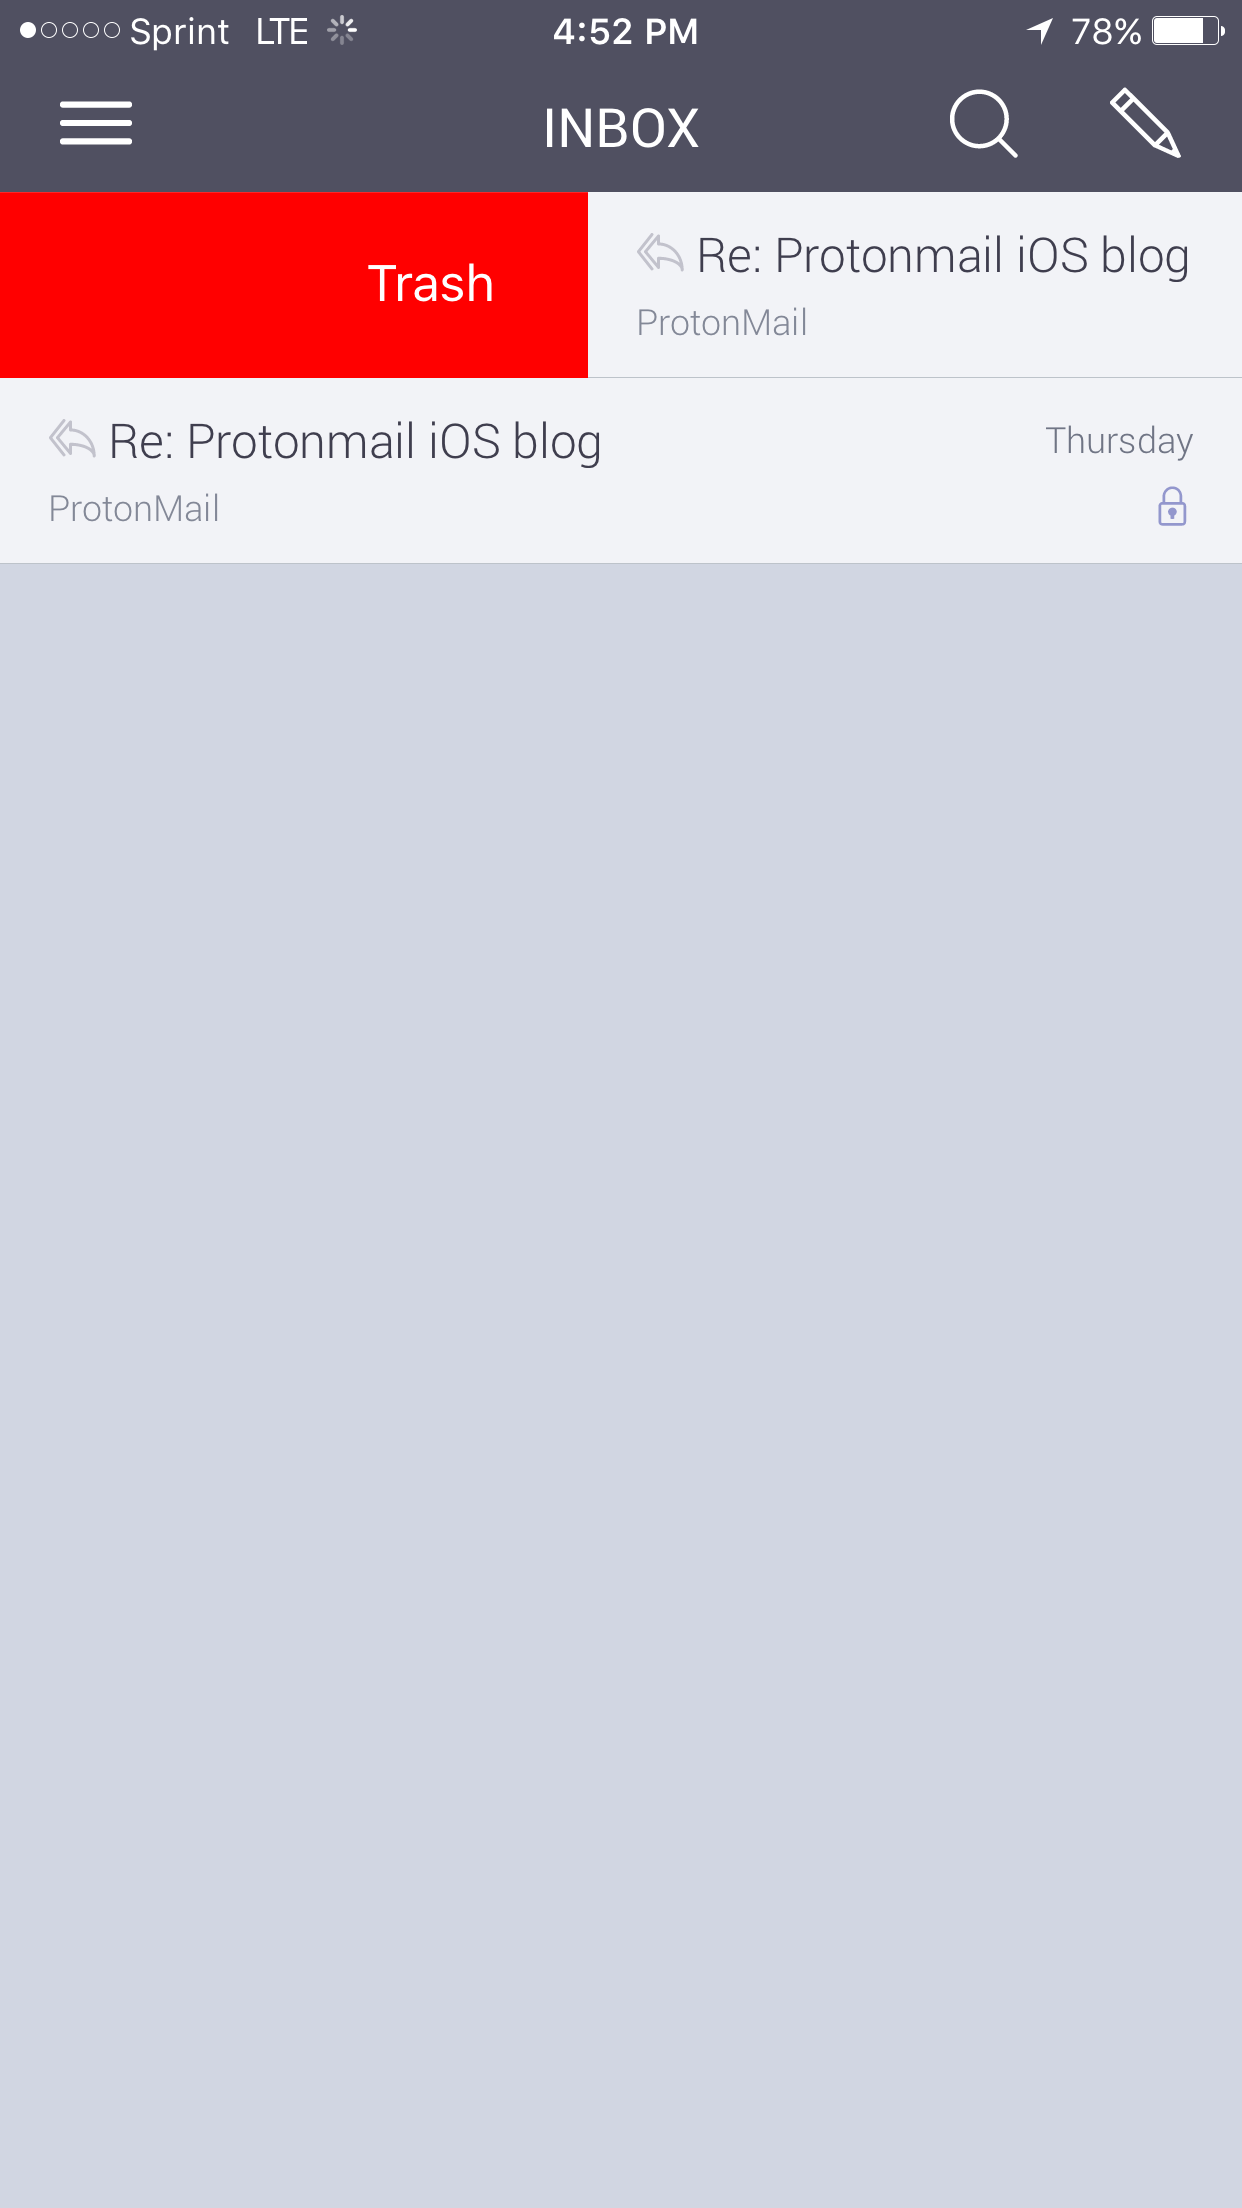 Sprint LTE 4:52 PM 78%
INBOX
Trash
Re: Protonmail iOS blog
ProtonMail
Re: Protonmail iOS blog Thursday
ProtonMail